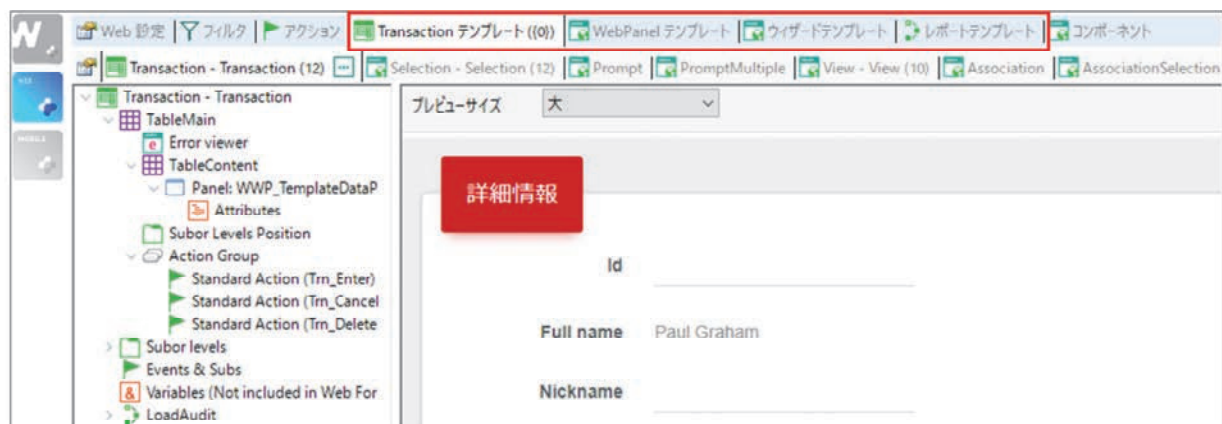 Web 設定 フィルタ アクション Transaction テンプレート ({0}) WebPanel テンプレート ウィザードテンプレート レポートテンプレート コンポーネント
Transaction - Transaction (12) Selection - Selection (12) Prompt PromptMultiple View - View (10) Association AssociationSelection
Transaction - Transaction
TableMain
Error viewer
TableContent
Panel: WWP_TemplateDataP
Attributes
Subor Levels Position
Action Group
Standard Action (Trn_Enter)
Standard Action (Trn_Cancel
Standard Action (Trn_Delete
Subor levels
Events & Subs
Variables (Not included in Web For
LoadAudit
プレビューサイズ 大
詳細情報
Id
Full name Paul Graham
Nickname